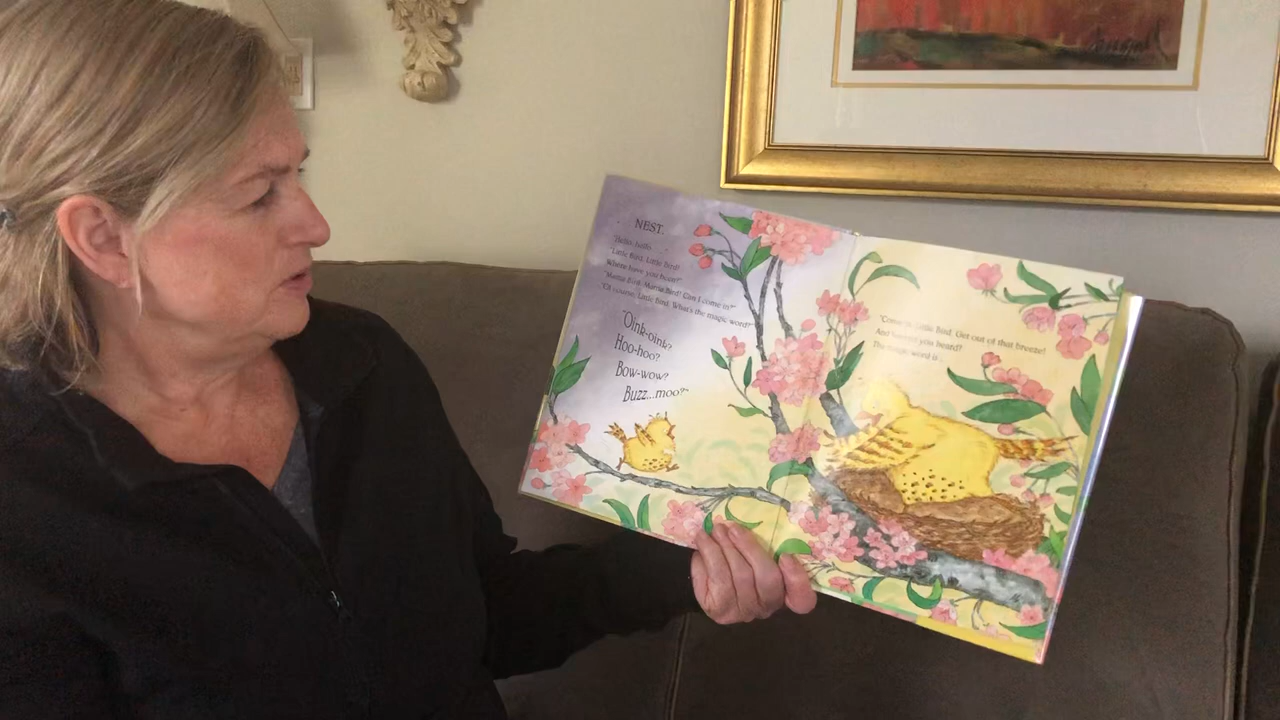 NEST.
"Hello, hello.
"Little Bird, Little Bird!
Where have you been?"
"Mama Bird, Mama Bird! Can I come in?"
"Of course, Little Bird. What's the magic word?"
"Oink-oink?
Hoo-hoo?
Bow-wow?
Buzz...moo?"
"Come in, Little Bird. Get out of that breeze!
And haven't you heard?
The magic word is